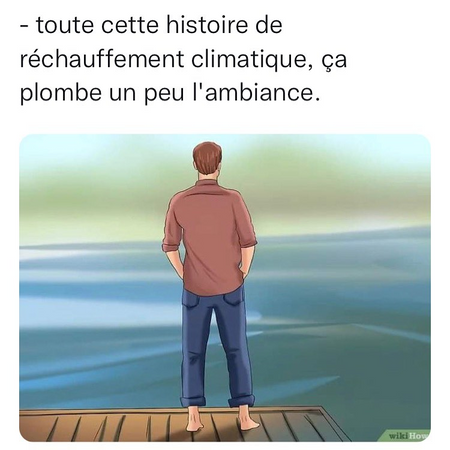 - toute cette histoire de
réchauffement climatique, ça
plombe un peu l'ambiance.
wikiHow